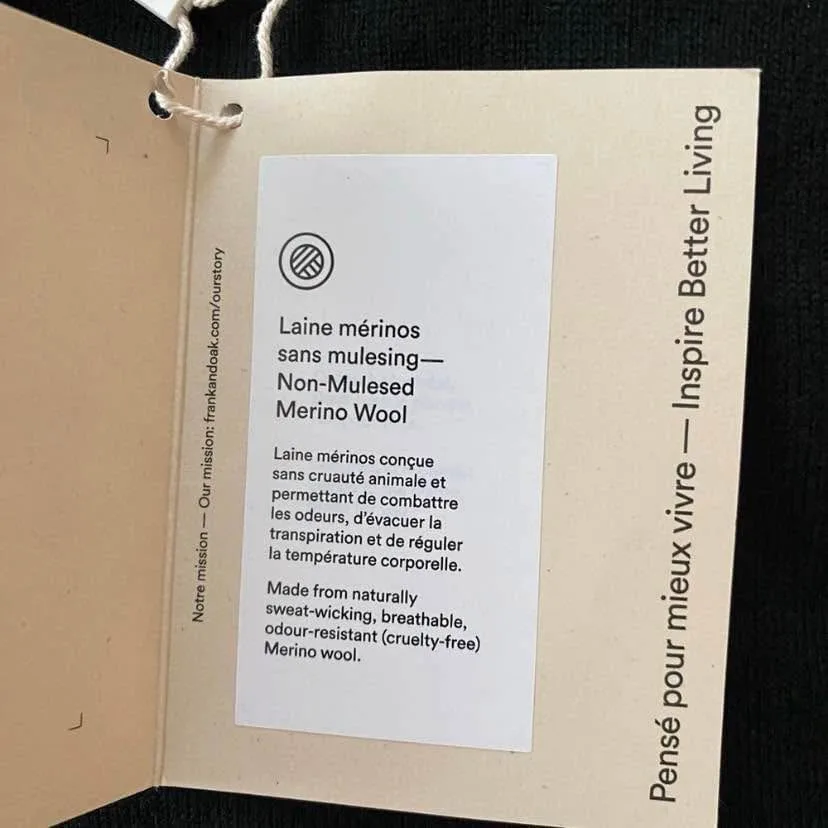 Notre mission — Our mission: frankandoak.com/ourstory
Laine mérinos
sans mulesing—
Non-Mulesed
Merino Wool
Laine mérinos conçue
sans cruauté animale et
permettant de combattre
les odeurs, d'évacuer la
transpiration et de réguler
la température corporelle.
Made from naturally
sweat-wicking, breathable,
odour-resistant (cruelty-free)
Merino wool.
Pensé pour mieux vivre — Inspire Better Living